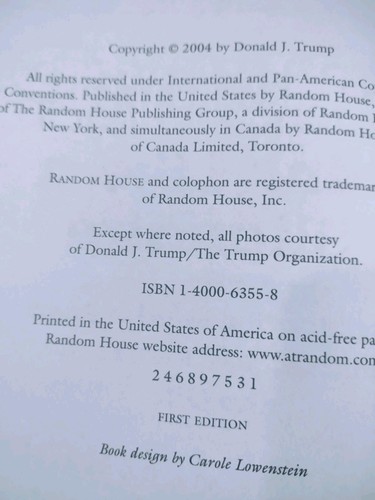 Copyright © 2004 by Donald J. Trump
All rights reserved under International and Pan-American Co
Conventions. Published in the United States by Random House,
of The Random House Publishing Group, a division of Random
New York, and simultaneously in Canada by Random Ho
of Canada Limited, Toronto.
RANDOM HOUSE and colophon are registered tradema
of Random House, Inc.
Except where noted, all photos courtesy
of Donald J. Trump/The Trump Organization.
ISBN 1-4000-6355-8
Printed in the United States of America on acid-free pa
Random House website address: www.atrandom.com
2 4 6 8 9 7 5 3 1
FIRST EDITION
Book design by Carole Lowenstein